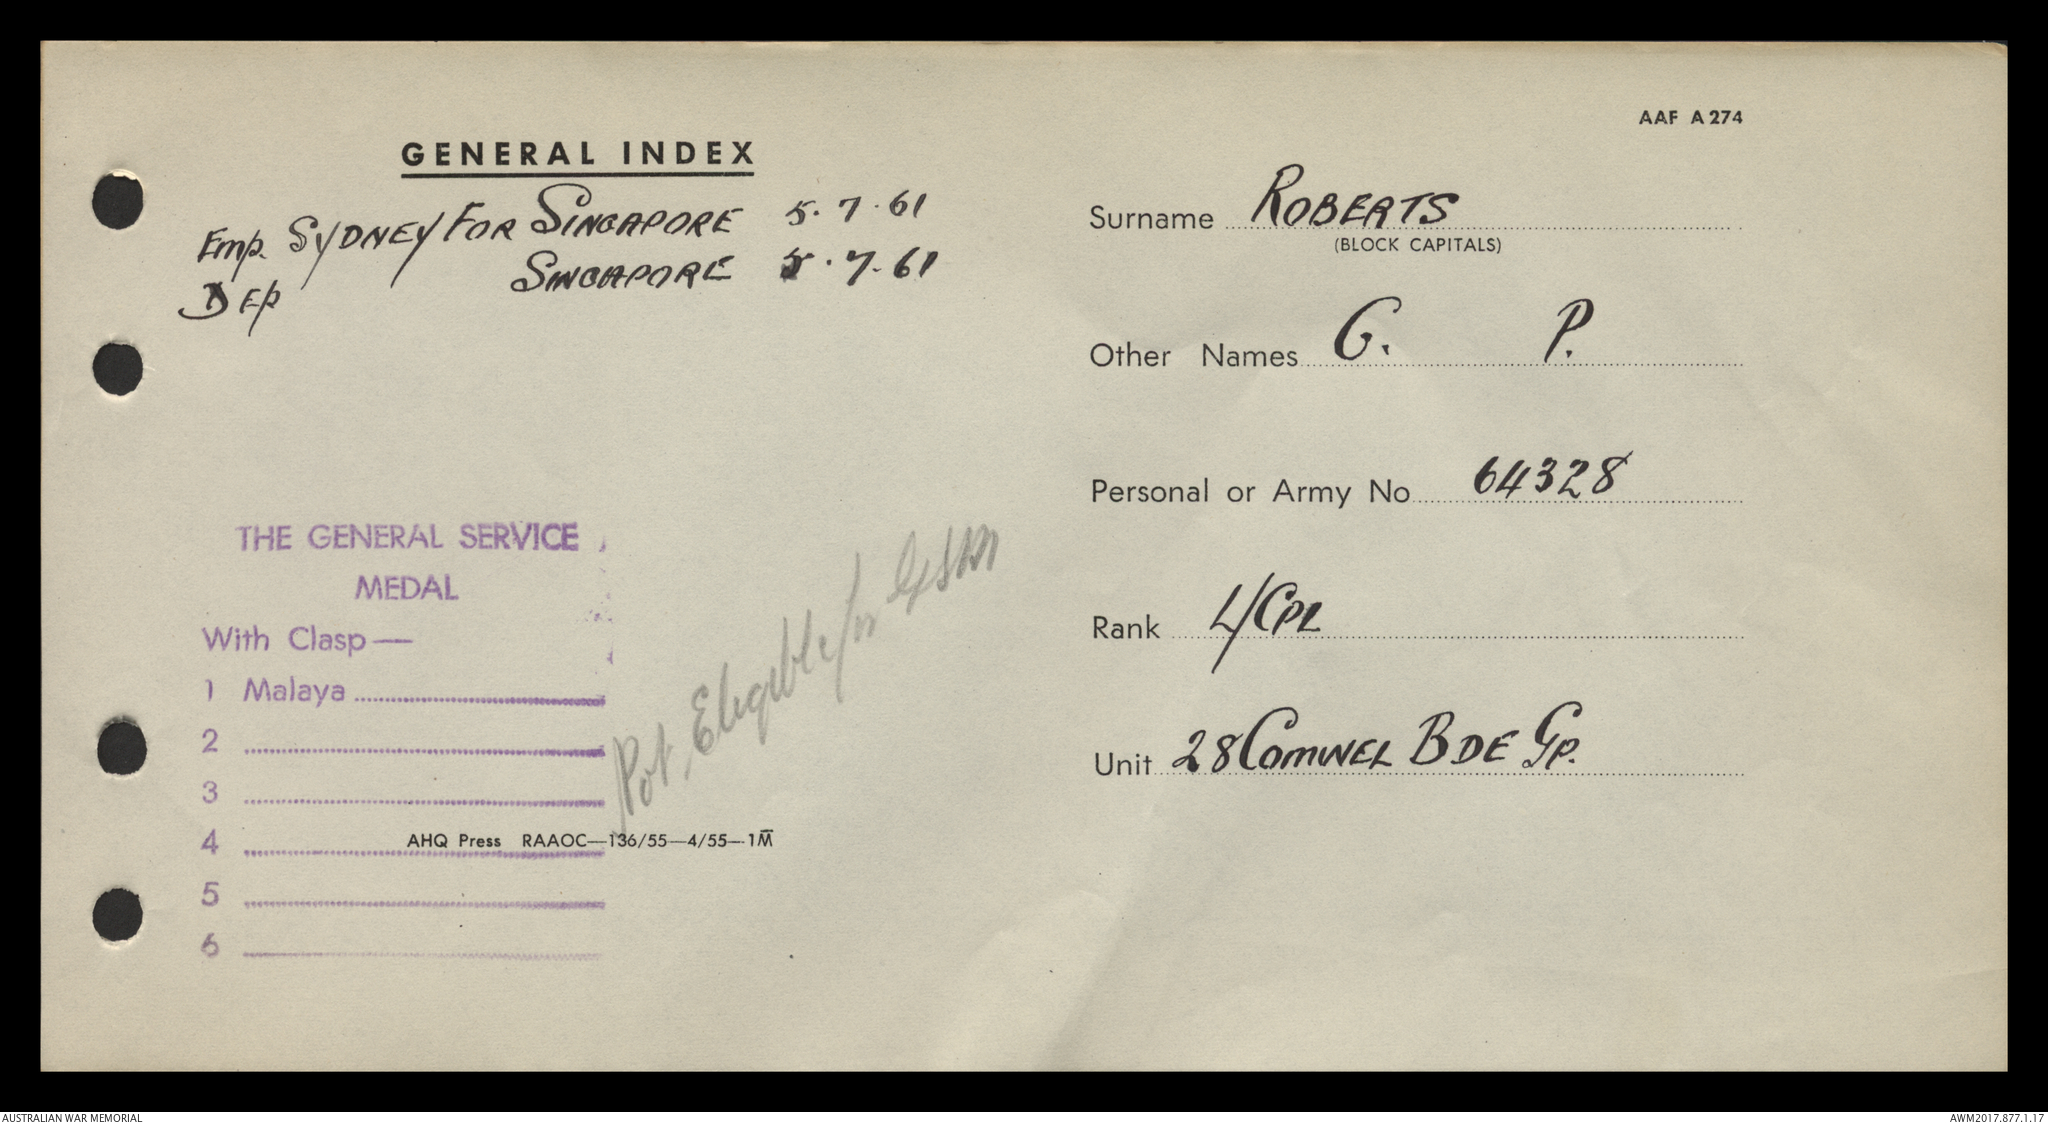 AAF A 274
GENERAL INDEX
Emp. SYDNEY FOR SINGAPORE 5.7.61
DEP SINGAPORE 5.7.61
Surname ROBERTS
(BLOCK CAPITALS)
Other Names G. P.
Personal or Army No 64328
Rank L/CPL
Unit 28 COMWEL BDE GP.
THE GENERAL SERVICE
MEDAL
With Clasp—
1 Malaya
2
3
4
5
6
Not Eligible for GSM
AHQ Press RAAOC—136/55—4/55—1M
AUSTRALIAN WAR MEMORIAL
AWM2017.877.1.17